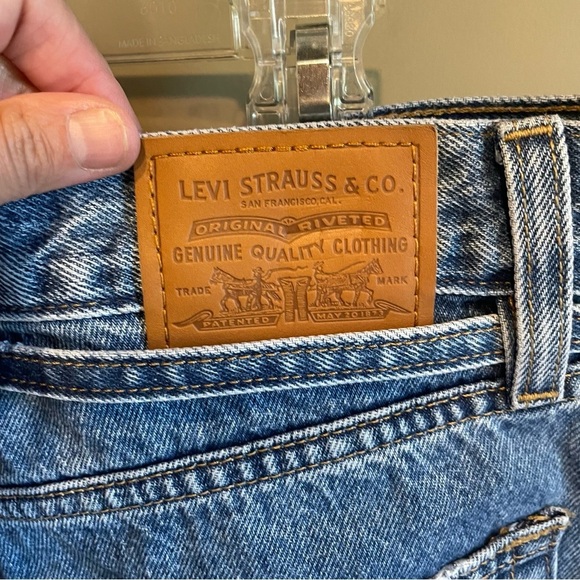 LEVI STRAUSS & CO.
SAN FRANCISCO, CAL.
ORIGINAL RIVETED
GENUINE QUALITY CLOTHING
TRADE MARK
PATENTED MAY 20 1873